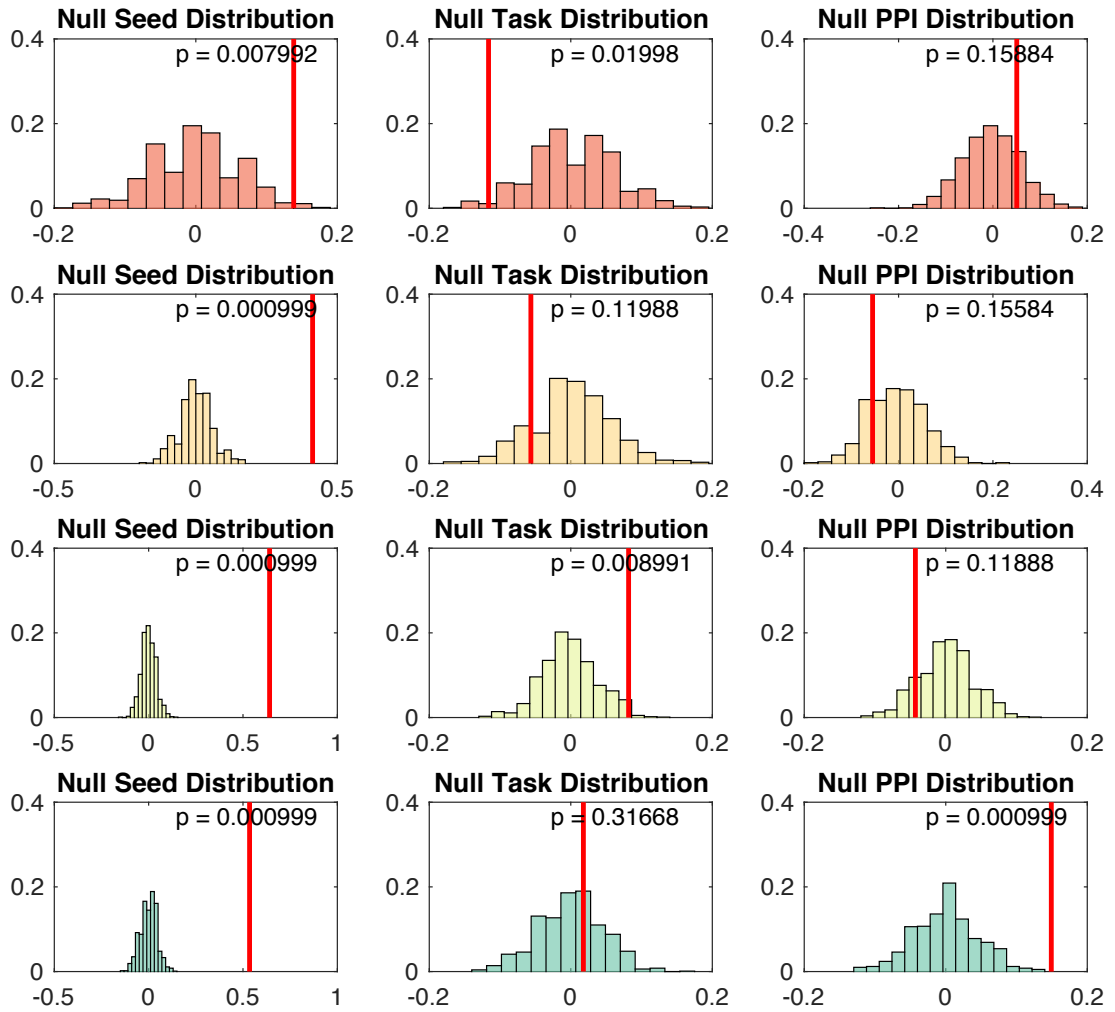 Null Seed Distribution Null Task Distribution Null PPI Distribution
0.4 0.4 0.4
p = 0.007992 p = 0.01998 p = 0.15884
0.2 0.2 0.2
0 0 0
-0.2 0 0.2 -0.2 0 0.2 -0.4 -0.2 0 0.2
Null Seed Distribution Null Task Distribution Null PPI Distribution
0.4 0.4 0.4
p = 0.000999 p = 0.11988 p = 0.15584
0.2 0.2 0.2
0 0 0
-0.5 0 0.5 -0.2 0 0.2 -0.2 0 0.2 0.4
Null Seed Distribution Null Task Distribution Null PPI Distribution
0.4 0.4 0.4
p = 0.000999 p = 0.008991 p = 0.11888
0.2 0.2 0.2
0 0 0
-0.5 0 0.5 1 -0.2 0 0.2 -0.2 0 0.2
Null Seed Distribution Null Task Distribution Null PPI Distribution
0.4 0.4 0.4
p = 0.000999 p = 0.31668 p = 0.000999
0.2 0.2 0.2
0 0 0
-0.5 0 0.5 1 -0.2 0 0.2 -0.2 0 0.2